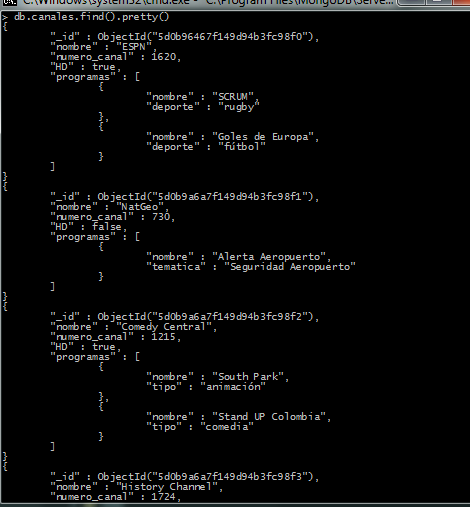 C:\Windows\system32\cmd.exe - "C:\Program Files\MongoDB\Serve...
> db.canales.find().pretty()
{
"_id" : ObjectId("5d0b96467f149d94b3fc98f0"),
"nombre" : "ESPN",
"numero_canal" : 1620,
"HD" : true,
"programas" : [
{
"nombre" : "SCRUM",
"deporte" : "rugby"
},
{
"nombre" : "Goles de Europa",
"deporte" : "fútbol"
}
]
}
{
"_id" : ObjectId("5d0b9a6a7f149d94b3fc98f1"),
"nombre" : "NatGeo",
"numero_canal" : 730,
"HD" : false,
"programas" : [
{
"nombre" : "Alerta Aeropuerto",
"tematica" : "Seguridad Aeropuerto"
}
]
}
{
"_id" : ObjectId("5d0b9a6a7f149d94b3fc98f2"),
"nombre" : "Comedy Central",
"numero_canal" : 1215,
"HD" : true,
"programas" : [
{
"nombre" : "South Park",
"tipo" : "animación"
},
{
"nombre" : "Stand UP Colombia",
"tipo" : "comedia"
}
]
}
{
"_id" : ObjectId("5d0b9a6a7f149d94b3fc98f3"),
"nombre" : "History Channel",
"numero_canal" : 1724,